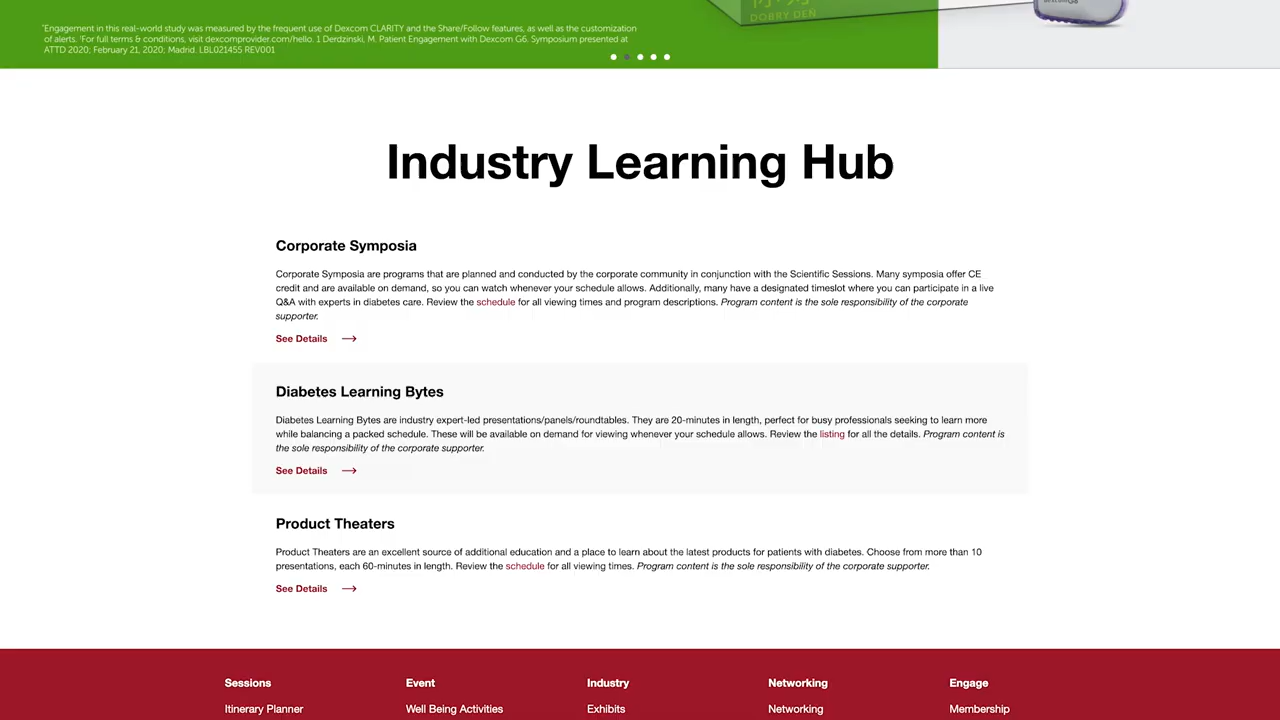 DOBRY DEŇ
*Engagement in this real-world study was measured by the frequent use of Dexcom CLARITY and the Share/Follow features, as well as the customization
of alerts. †For full terms & conditions, visit dexcomprovider.com/hello. 1 Derdzinski, M. Patient Engagement with Dexcom G6. Symposium presented at
ATTD 2020; February 21, 2020; Madrid. LBL021455 REV001
Industry Learning Hub
Corporate Symposia
Corporate Symposia are programs that are planned and conducted by the corporate community in conjunction with the Scientific Sessions. Many symposia offer CE
credit and are available on demand, so you can watch whenever your schedule allows. Additionally, many have a designated timeslot where you can participate in a live
Q&A with experts in diabetes care. Review the schedule for all viewing times and program descriptions. Program content is the sole responsibility of the corporate
supporter.
See Details
Diabetes Learning Bytes
Diabetes Learning Bytes are industry expert-led presentations/panels/roundtables. They are 20-minutes in length, perfect for busy professionals seeking to learn more
while balancing a packed schedule. These will be available on demand for viewing whenever your schedule allows. Review the listing for all the details. Program content is
the sole responsibility of the corporate supporter.
See Details
Product Theaters
Product Theaters are an excellent source of additional education and a place to learn about the latest products for patients with diabetes. Choose from more than 10
presentations, each 60-minutes in length. Review the schedule for all viewing times. Program content is the sole responsibility of the corporate supporter.
See Details
Sessions Event Industry Networking Engage
Itinerary Planner Well Being Activities Exhibits Networking Membership